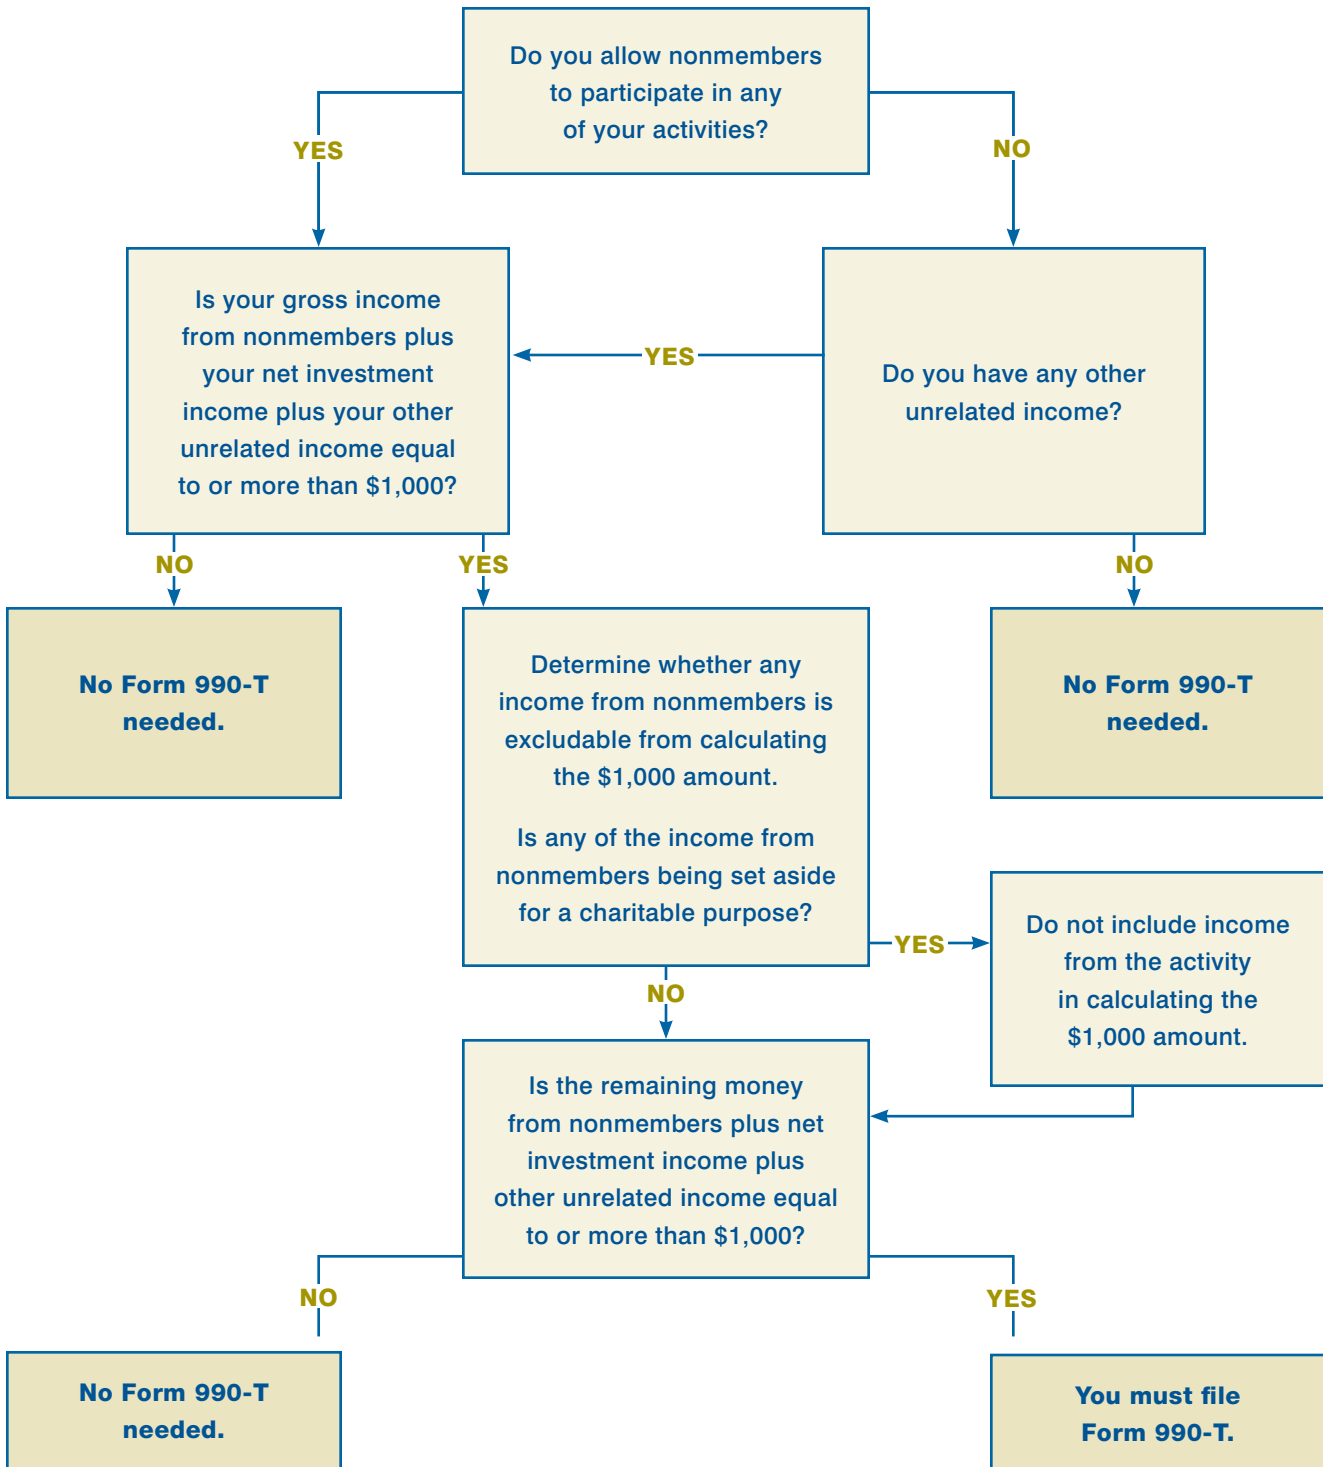 Do you allow nonmembers
to participate in any
of your activities?
YES
NO
Is your gross income
from nonmembers plus
your net investment
income plus your other
unrelated income equal
to or more than $1,000?
YES
Do you have any other
unrelated income?
NO
YES
NO
No Form 990-T
needed.
Determine whether any
income from nonmembers is
excludable from calculating
the $1,000 amount.
Is any of the income from
nonmembers being set aside
for a charitable purpose?
No Form 990-T
needed.
YES
Do not include income
from the activity
in calculating the
$1,000 amount.
NO
Is the remaining money
from nonmembers plus net
investment income plus
other unrelated income equal
to or more than $1,000?
NO
YES
No Form 990-T
needed.
You must file
Form 990-T.